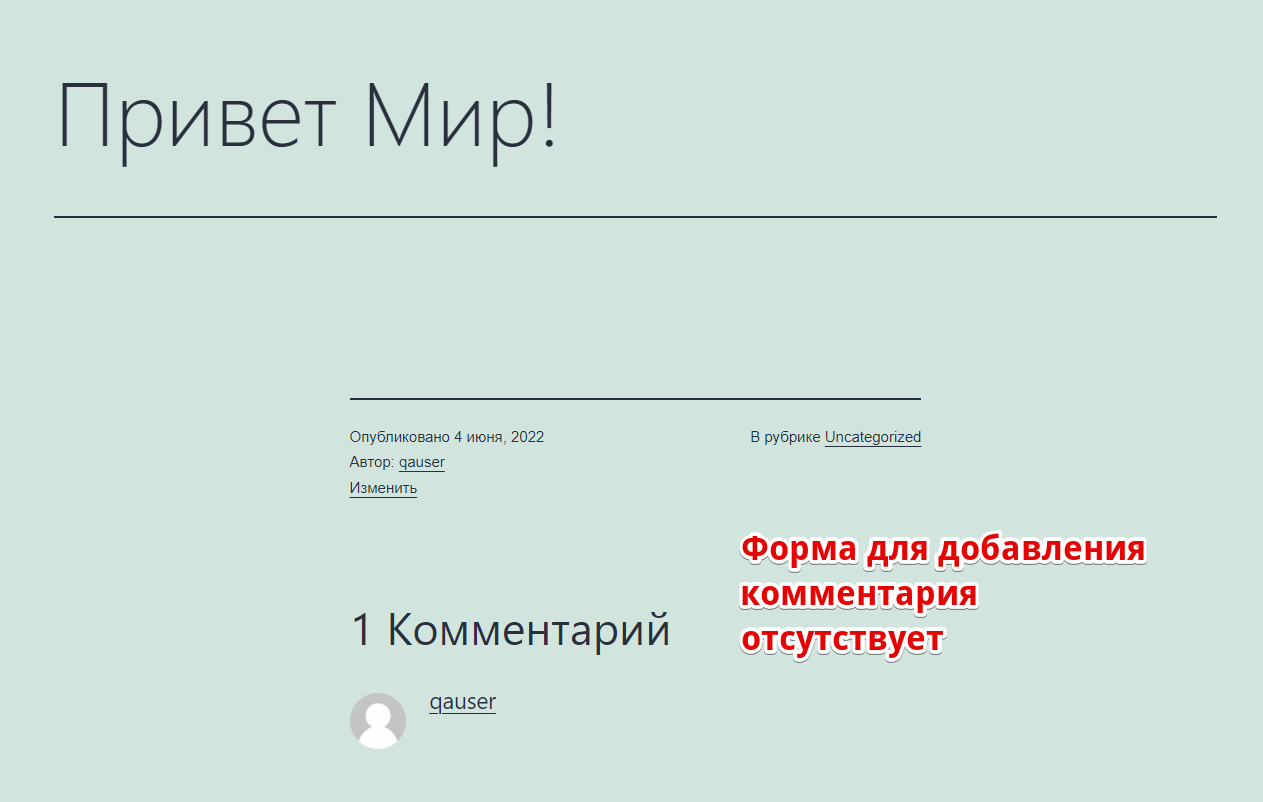 Привет Мир!
Опубликовано 4 июня, 2022
В рубрике Uncategorized
Автор: qauser
Изменить
Форма для добавления
комментария
отсутствует
1 Комментарий
qauser